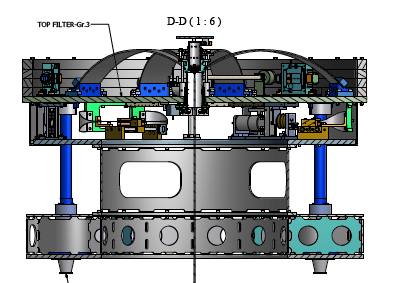 D-D ( 1 : 6 )
TOP FILTER-Gr.3